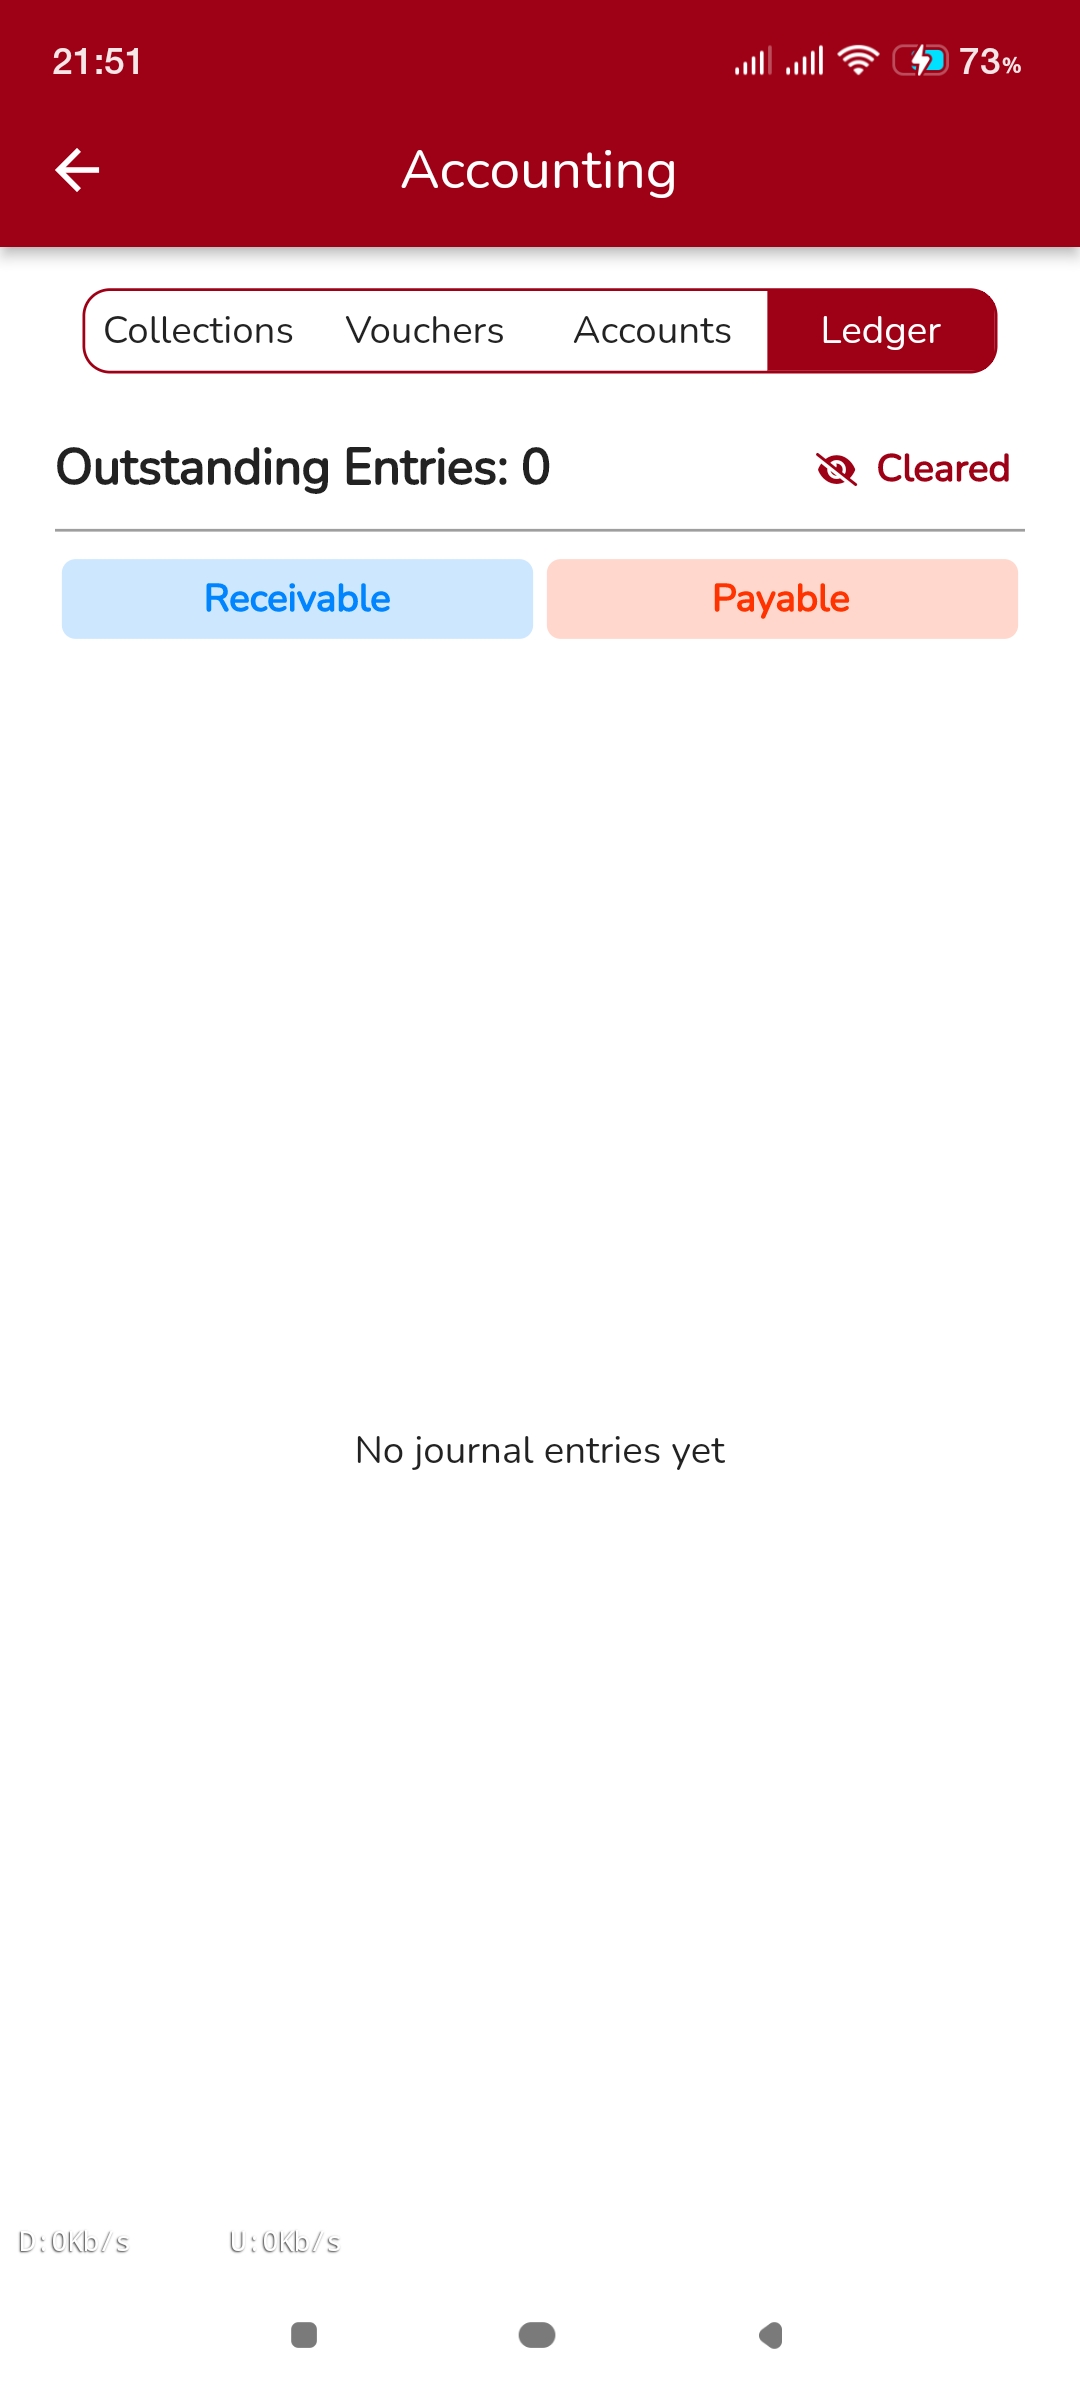 21:51 73%
Accounting
Collections Vouchers Accounts Ledger
Outstanding Entries: 0 Cleared
Receivable Payable
No journal entries yet
D:0Kb/s U:0Kb/s